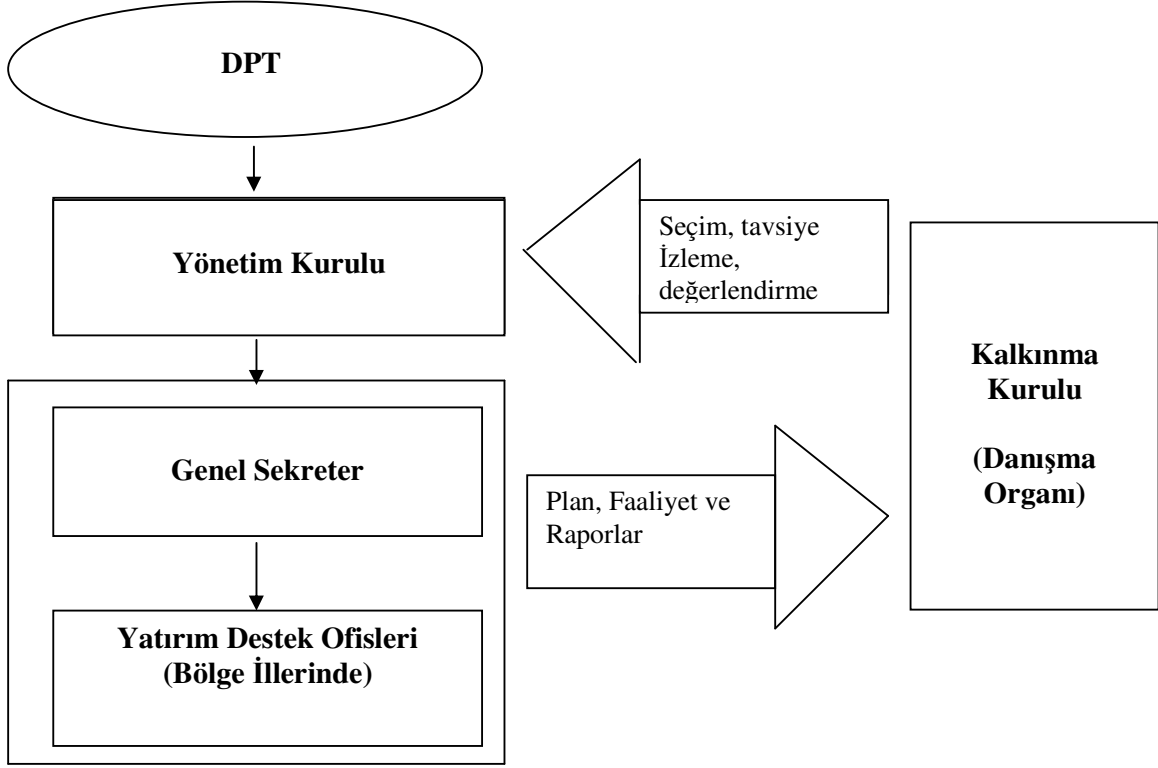 DPT
Yönetim Kurulu
Seçim, tavsiye
İzleme,
değerlendirme
Kalkınma
Kurulu
(Danışma
Organı)
Genel Sekreter
Plan, Faaliyet ve
Raporlar
Yatırım Destek Ofisleri
(Bölge İllerinde)